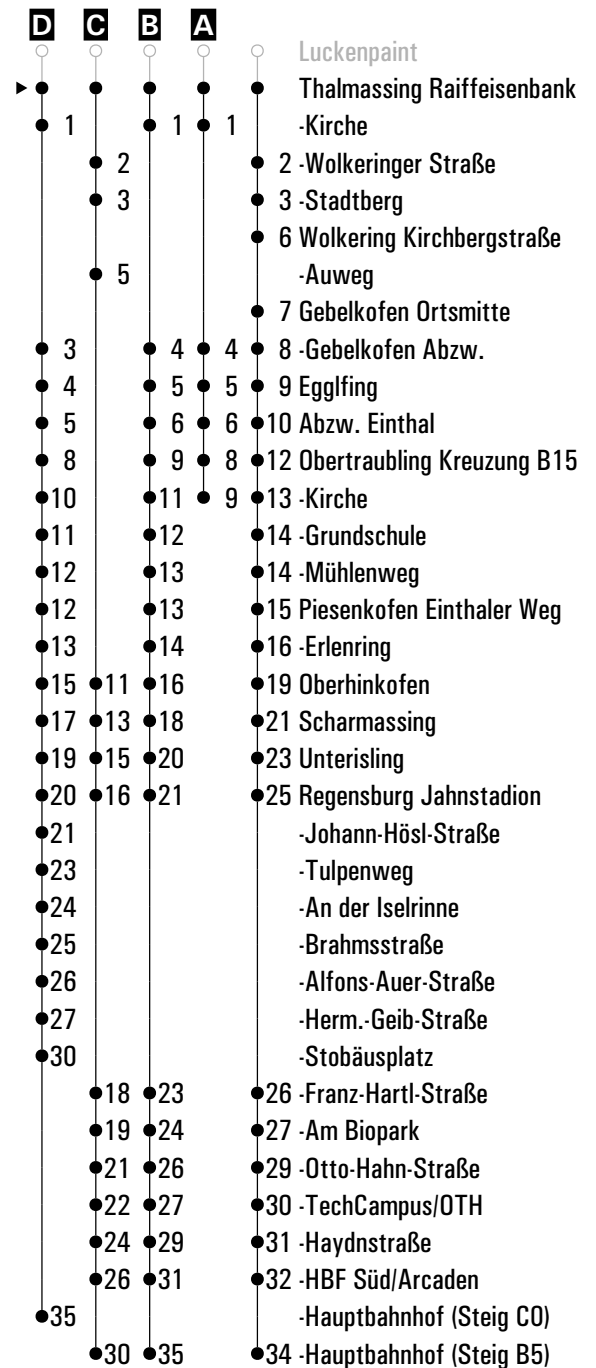 D C B A
Luckenpaint
Thalmassing Raiffeisenbank
1 1 1 -Kirche
2 2 -Wolkeringer Straße
3 3 -Stadtberg
6 Wolkering Kirchbergstraße
5 -Auweg
7 Gebelkofen Ortsmitte
3 4 4 8 -Gebelkofen Abzw.
4 5 5 9 Egglfing
5 6 6 10 Abzw. Einthal
8 9 8 12 Obertraubling Kreuzung B15
10 11 9 13 -Kirche
11 12 14 -Grundschule
12 13 14 -Mühlenweg
12 13 15 Piesenkofen Einthaler Weg
13 14 16 -Erlenring
15 11 16 19 Oberhinkofen
17 13 18 21 Scharmassing
19 15 20 23 Unterisling
20 16 21 25 Regensburg Jahnstadion
21 -Johann-Hösl-Straße
23 -Tulpenweg
24 -An der Iselrinne
25 -Brahmsstraße
26 -Alfons-Auer-Straße
27 -Herm.-Geib-Straße
30 -Stobäusplatz
18 23 26 -Franz-Hartl-Straße
19 24 27 -Am Biopark
21 26 29 -Otto-Hahn-Straße
22 27 30 -TechCampus/OTH
24 29 31 -Haydnstraße
26 31 32 -HBF Süd/Arcaden
35 -Hauptbahnhof (Steig C0)
30 35 34 -Hauptbahnhof (Steig B5)